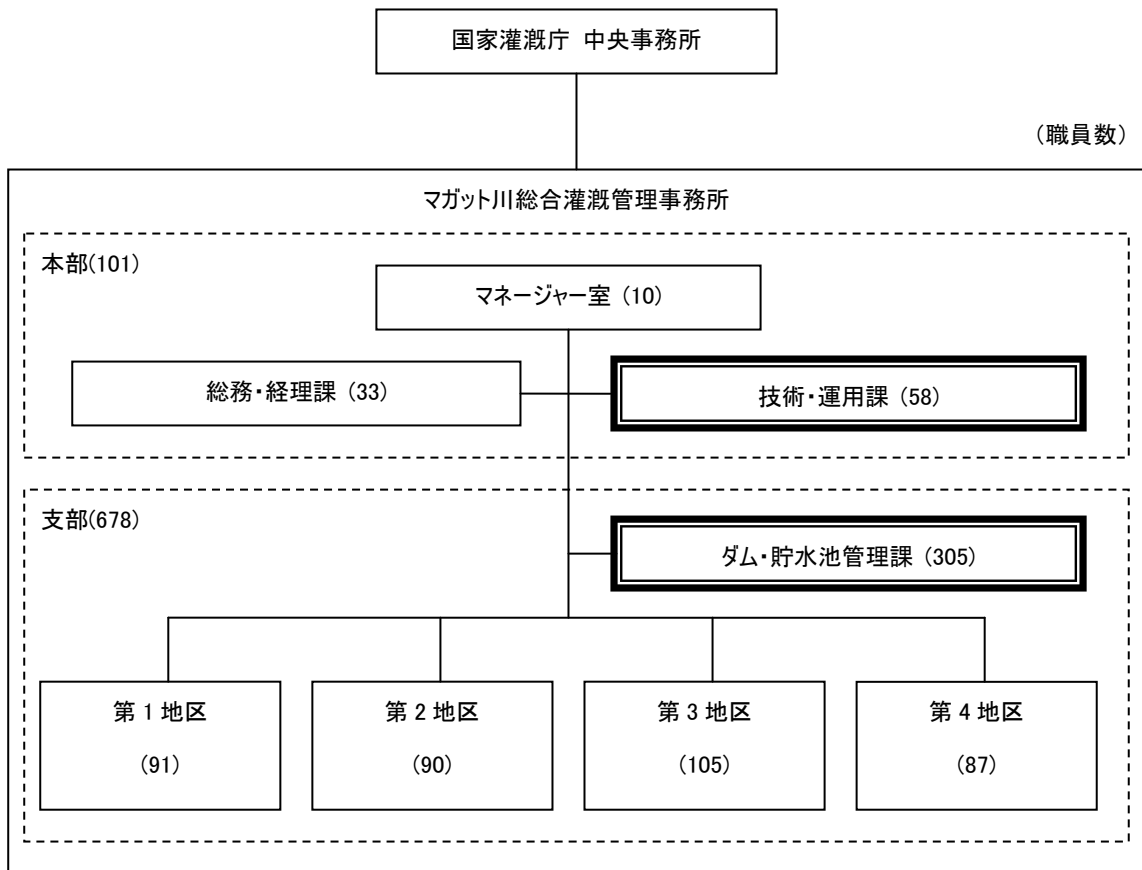 国家灌漑庁 中央事務所
(職員数)
マガット川総合灌漑管理事務所
本部(101)
マネージャー室 (10)
総務・経理課 (33)
技術・運用課 (58)
支部(678)
ダム・貯水池管理課 (305)
第 1 地区
(91)
第 2 地区
(90)
第 3 地区
(105)
第 4 地区
(87)